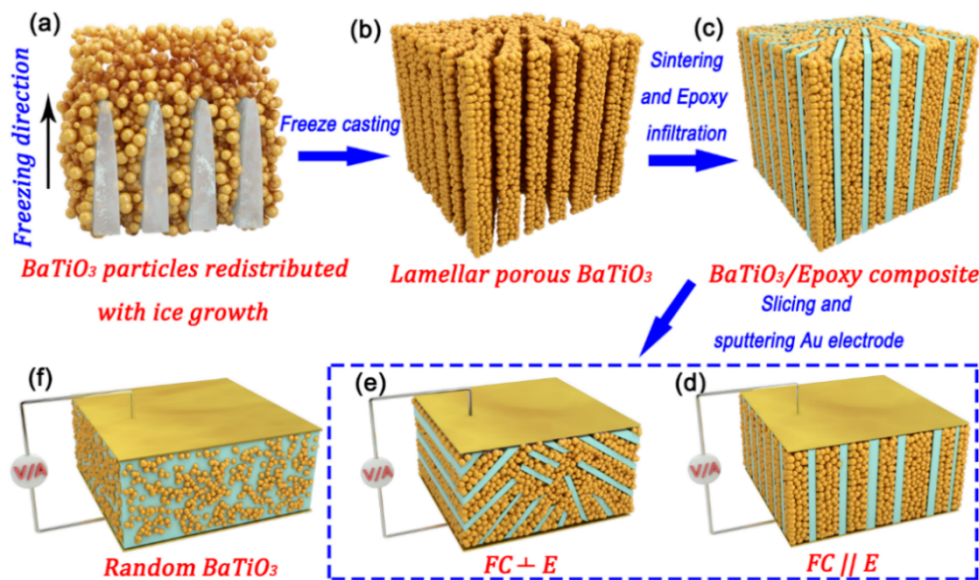 (a)
(b)
(c)
Freezing direction
Freeze casting
Sintering
and Epoxy
infiltration
BaTiO₃ particles redistributed
with ice growth
Lamellar porous BaTiO₃
BaTiO₃/Epoxy composite
Slicing and
sputtering Au electrode
(f)
(e)
(d)
V/A
V/A
V/A
Random BaTiO₃
FC ⊥ E
FC // E